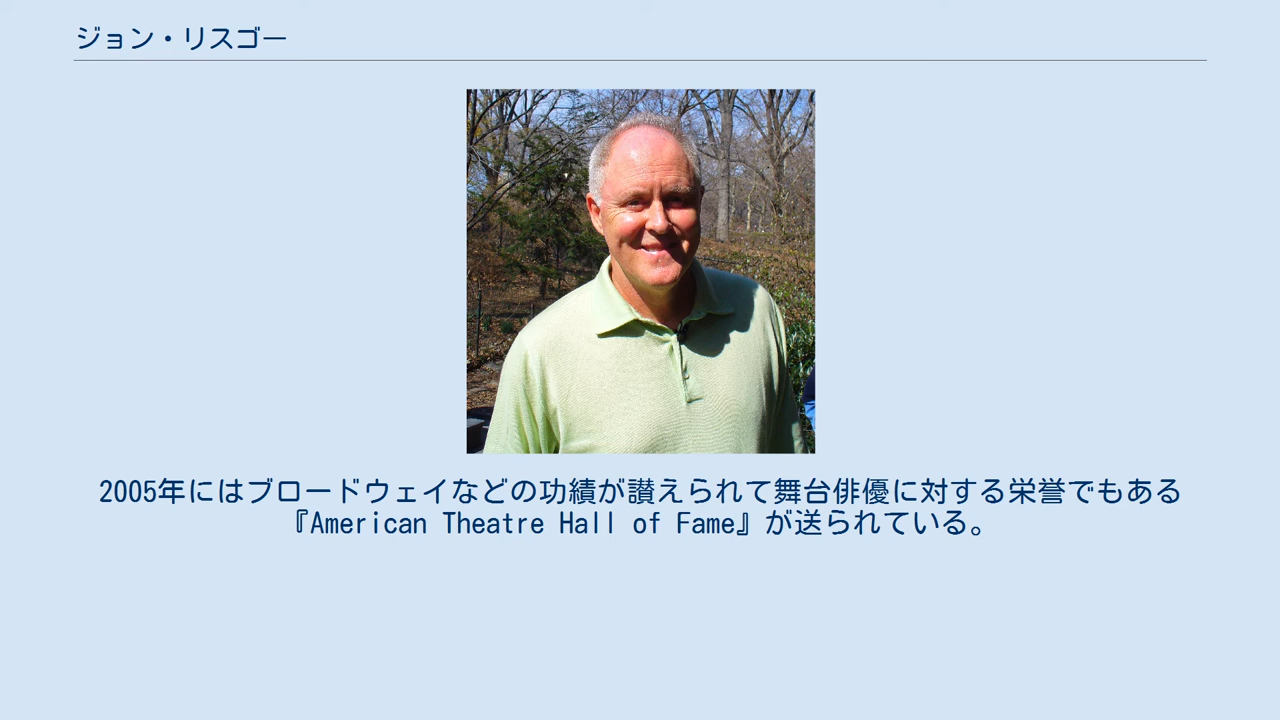 ジョン・リスゴー
2005年にはブロードウェイなどの功績が讃えられて舞台俳優に対する栄誉でもある
『American Theatre Hall of Fame』が送られている。